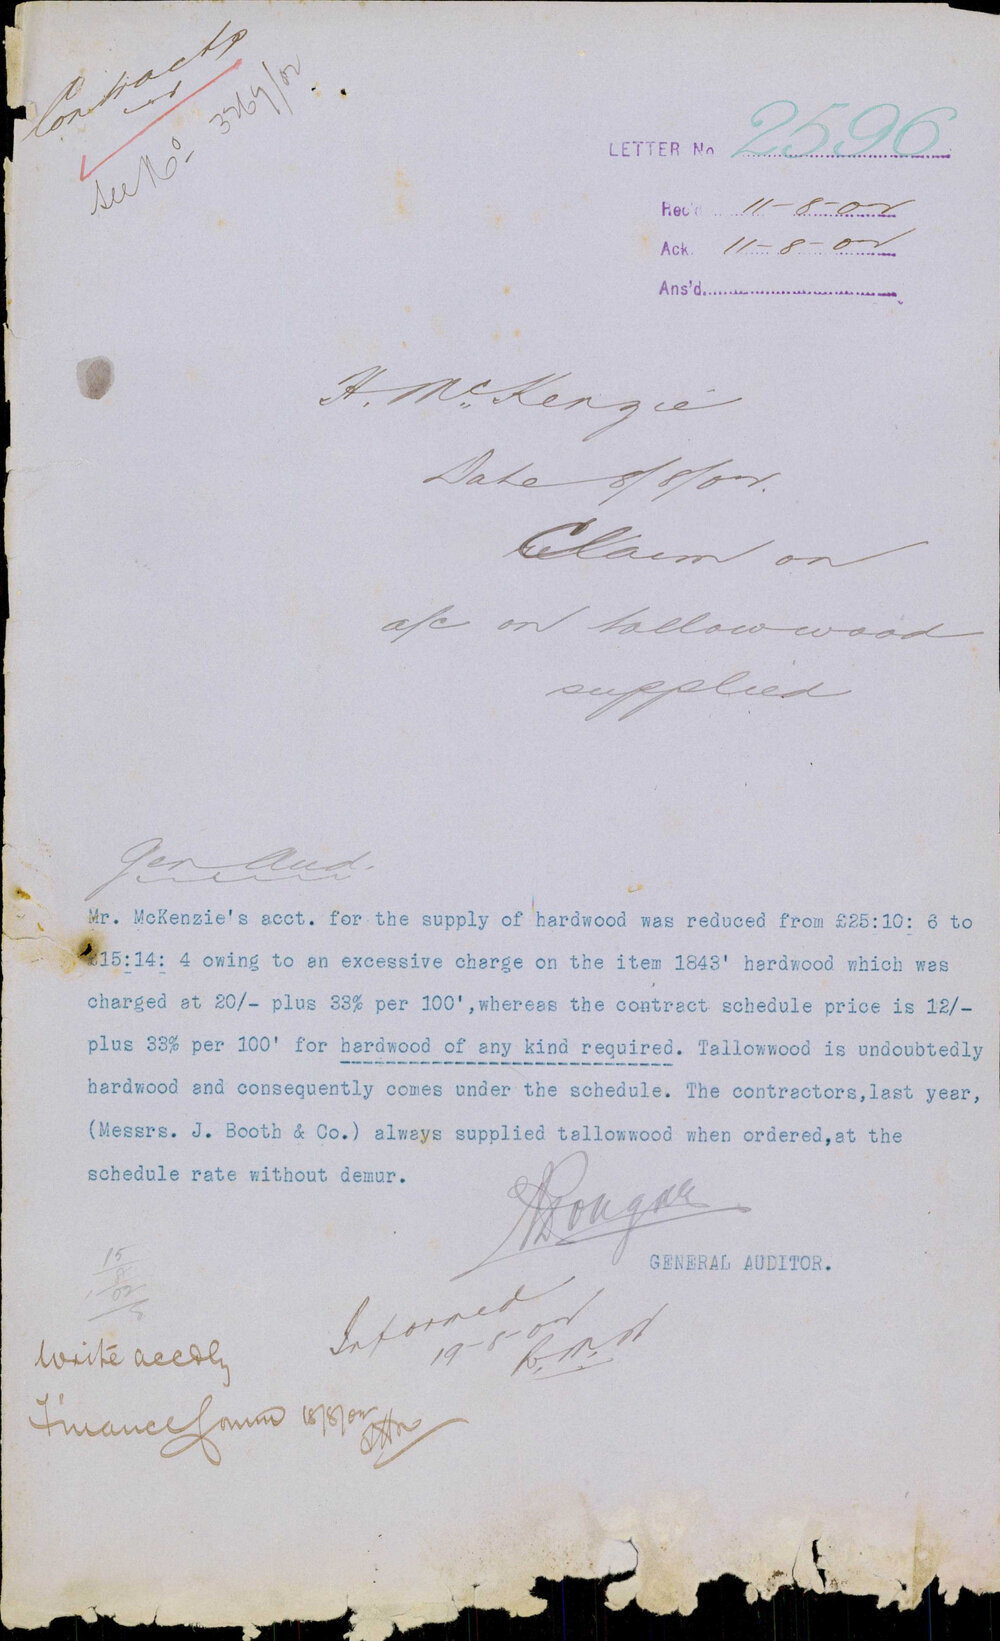 Contracts
see No 3269/02
LETTER No 2596
Rec'd 11-8-02
Ack. 11-8-02
Ans'd
H. McKenzie
Date 8/8/02.
Claim on
a/c on tallowwood
supplied
Gen Aud.
Mr. McKenzie's acct. for the supply of hardwood was reduced from £25:10: 6 to
£15:14: 4 owing to an excessive charge on the item 1843' hardwood which was
charged at 20/- plus 33% per 100',whereas the contract schedule price is 12/-
plus 33% per 100' for hardwood of any kind required. Tallowwood is undoubtedly
hardwood and consequently comes under the schedule. The contractors,last year,
(Messrs. J. Booth & Co.) always supplied tallowwood when ordered,at the
schedule rate without demur.
GENERAL AUDITOR.
15
8
02
Informed
19-8-02
Write accdly
Finance Comm 18/8/02